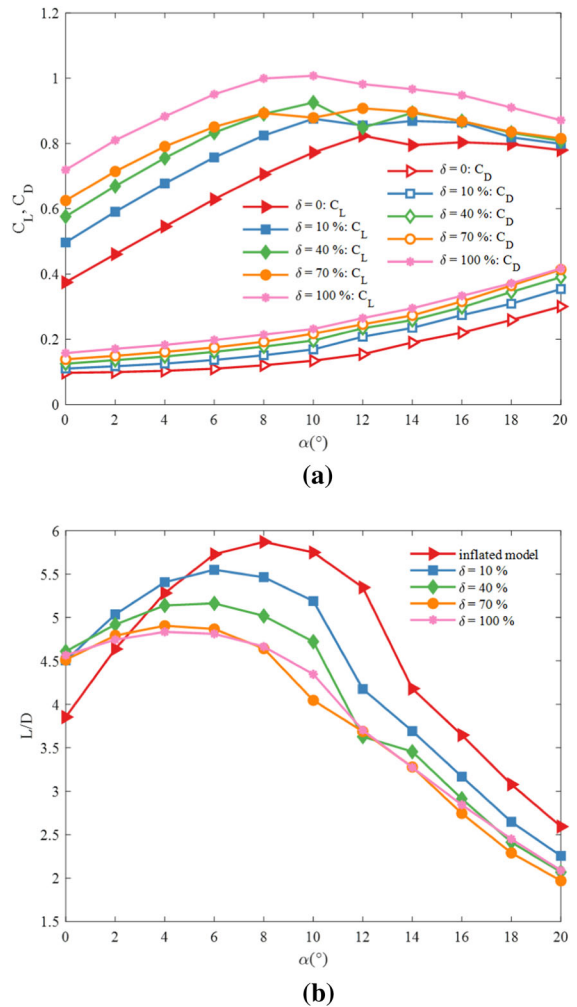 1.2
1
0.8
0.6
0.4
0.2
0
C_L, C_D
δ = 0: C_L
δ = 10 %: C_L
δ = 40 %: C_L
δ = 70 %: C_L
δ = 100 %: C_L
δ = 0: C_D
δ = 10 %: C_D
δ = 40 %: C_D
δ = 70 %: C_D
δ = 100 %: C_D
0 2 4 6 8 10 12 14 16 18 20
α(°)
(a)
6
5.5
5
4.5
4
3.5
3
2.5
2
1.5
L/D
inflated model
δ = 10 %
δ = 40 %
δ = 70 %
δ = 100 %
0 2 4 6 8 10 12 14 16 18 20
α(°)
(b)